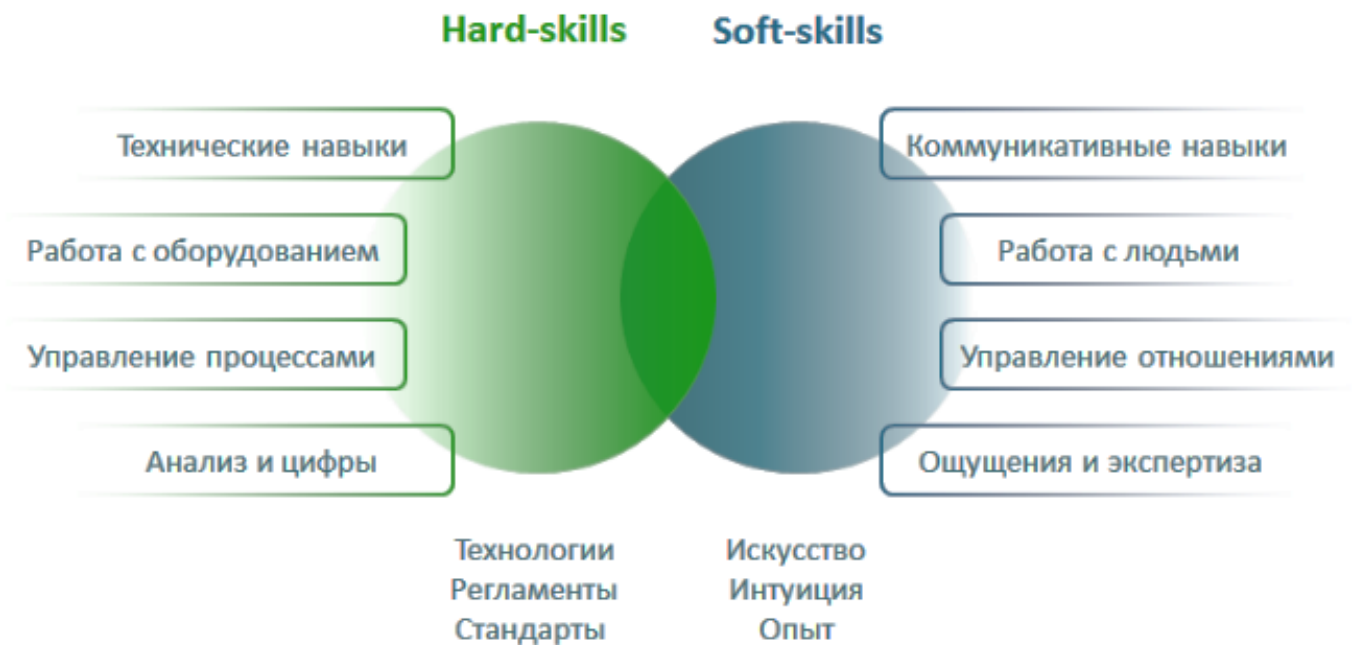 Hard-skills
Soft-skills
Технические навыки
Коммуникативные навыки
Работа с оборудованием
Работа с людьми
Управление процессами
Управление отношениями
Анализ и цифры
Ощущения и экспертиза
Технологии
Регламенты
Стандарты
Искусство
Интуиция
Опыт